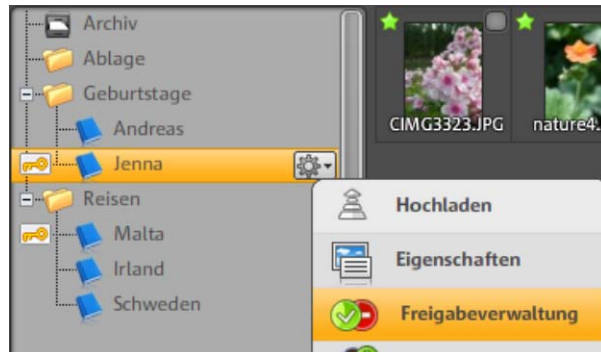 Archiv
Ablage
Geburtstage
Andreas
Jenna
Reisen
Malta
Irland
Schweden
CIMG3323.JPG
nature4.
Hochladen
Eigenschaften
Freigabeverwaltung